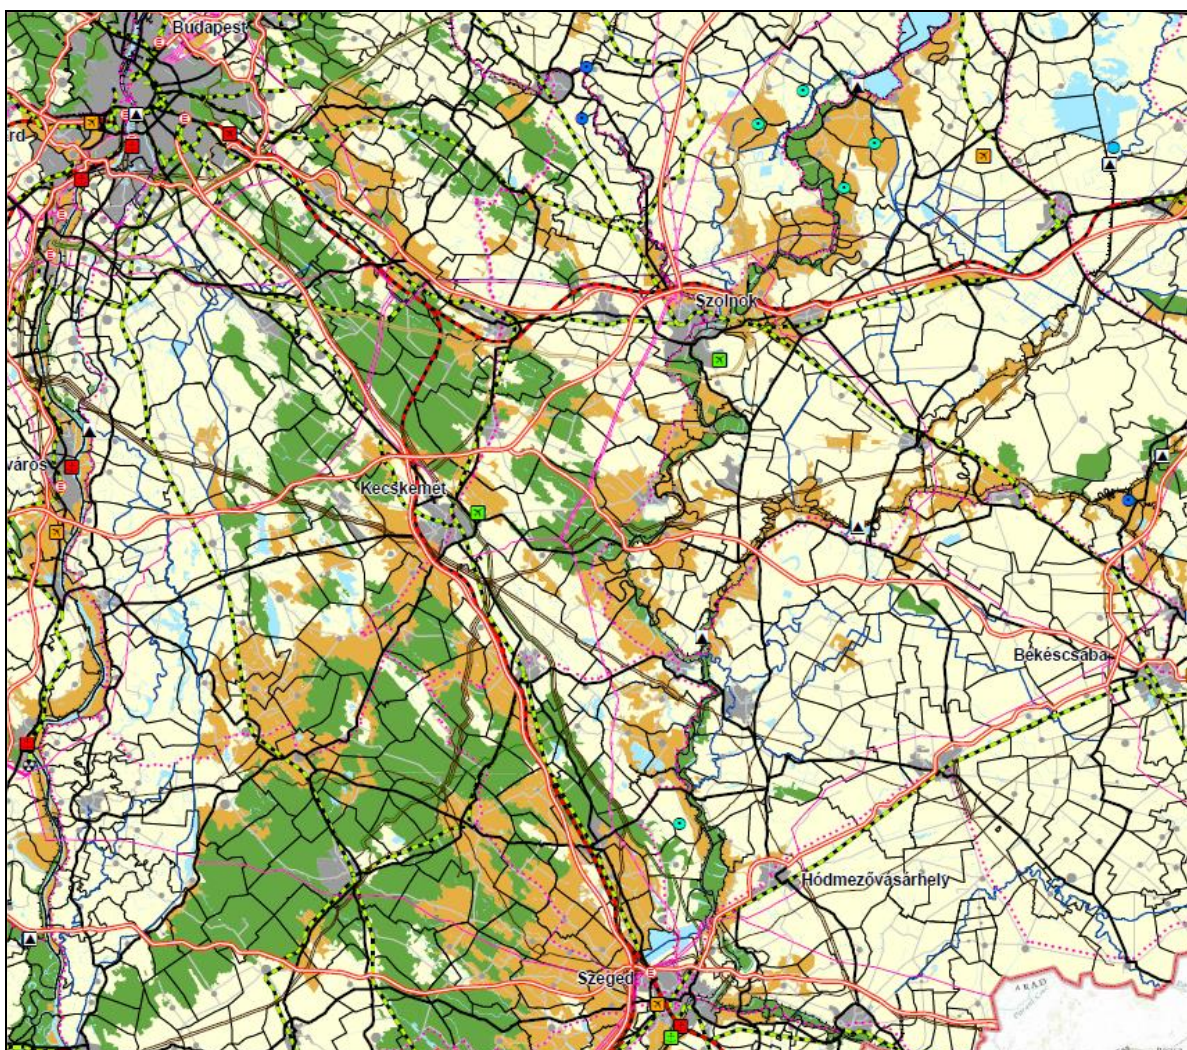 Budapest
rd
Szolnok
város
Kecskemét
Békéscsaba
Hódmezővásárhely
Szeged
ARAD